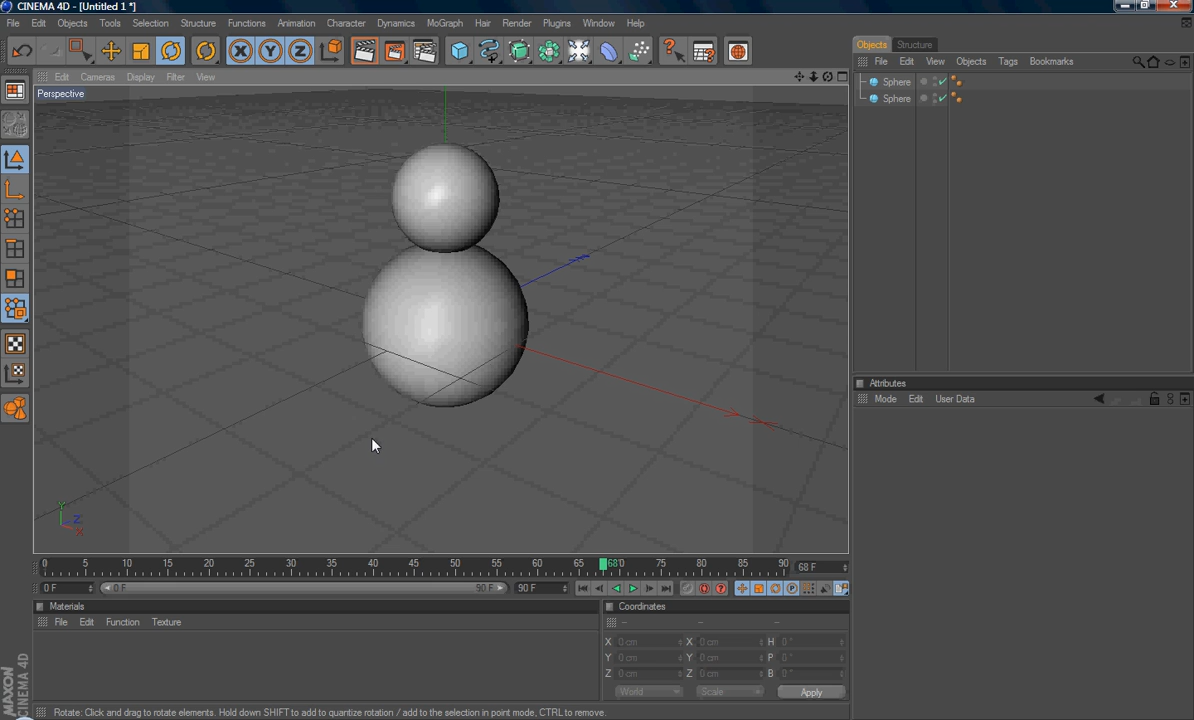 CINEMA 4D - [Untitled 1 *]
File Edit Objects Tools Selection Structure Functions Animation Character Dynamics MoGraph Hair Render Plugins Window Help
X Y Z
Objects Structure
File Edit View Objects Tags Bookmarks
Sphere
Sphere
Edit Cameras Display Filter View
Perspective
Y
Z
X
Attributes
Mode Edit User Data
0 5 10 15 20 25 30 35 40 45 50 55 60 65 68 0 75 80 85 90 68 F
0 F 0 F 90 F 90 F
Materials
File Edit Function Texture
Coordinates
-- -- --
X 0 cm X 0 cm H 0 °
Y 0 cm Y 0 cm P 0 °
Z 0 cm Z 0 cm B 0 °
World Scale Apply
MAXON
CINEMA 4D
Rotate: Click and drag to rotate elements. Hold down SHIFT to add to quantize rotation / add to the selection in point mode, CTRL to remove.